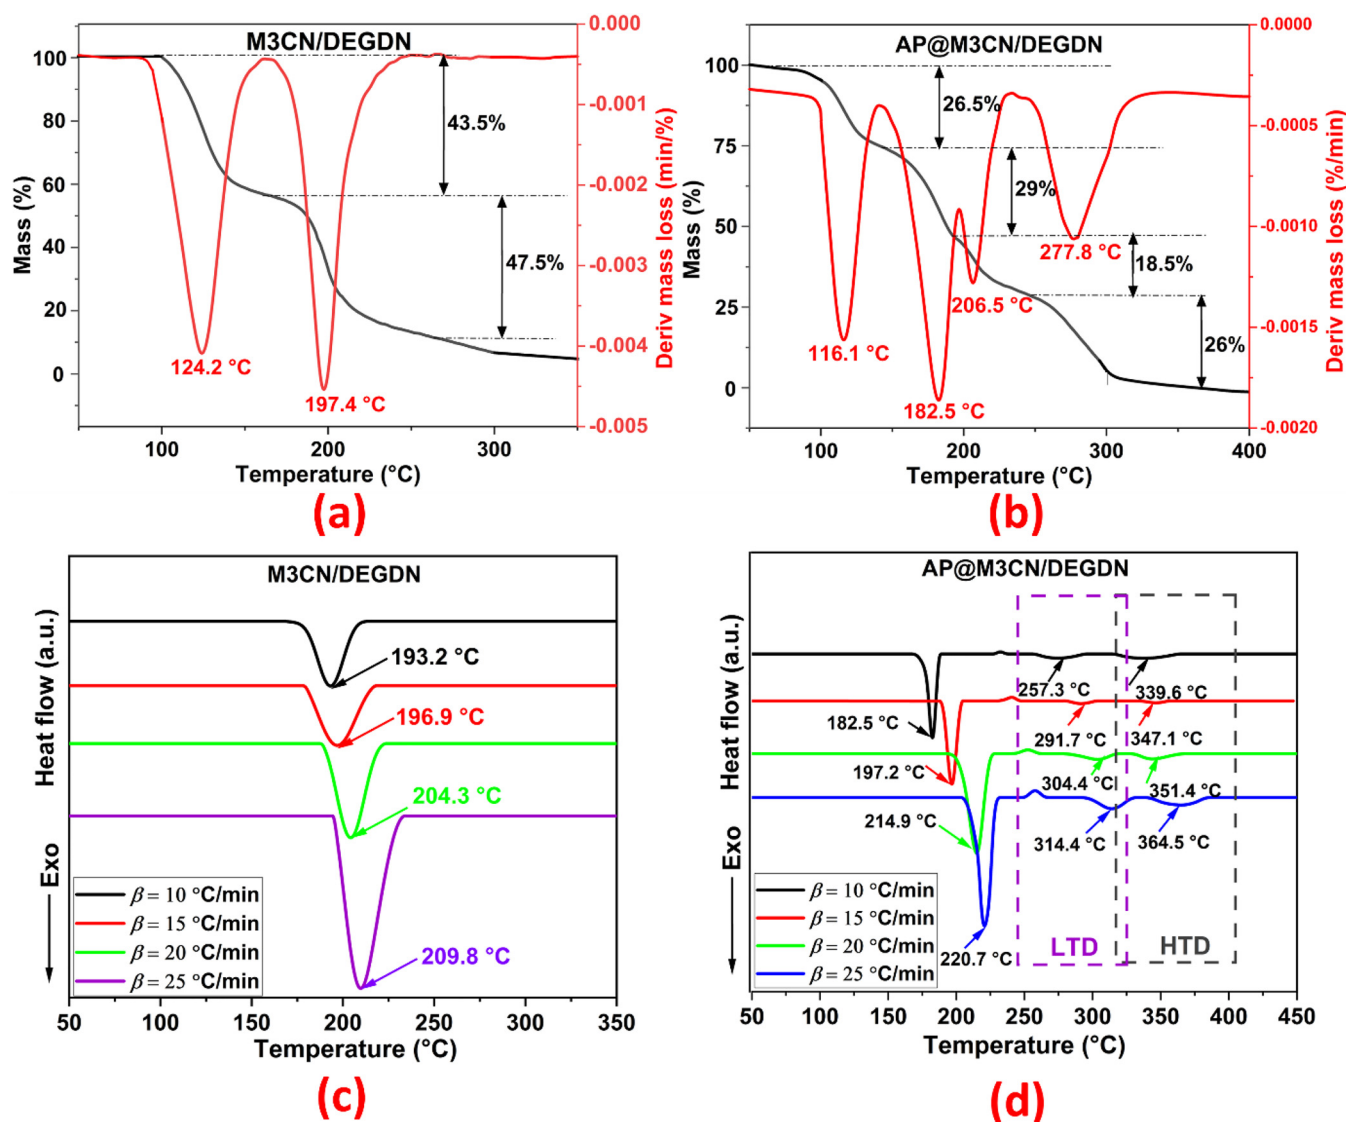 M3CN/DEGDN
Mass (%)
100
80
60
40
20
0
100
200
300
Temperature (°C)
0.000
-0.001
-0.002
-0.003
-0.004
-0.005
Deriv mass loss (min/%)
43.5%
47.5%
124.2 °C
197.4 °C
(a)
AP@M3CN/DEGDN
Mass (%)
100
75
50
25
0
100
200
300
400
Temperature (°C)
0.0000
-0.0005
-0.0010
-0.0015
-0.0020
Deriv mass loss (%/min)
26.5%
29%
18.5%
26%
116.1 °C
182.5 °C
206.5 °C
277.8 °C
(b)
M3CN/DEGDN
Heat flow (a.u.)
Exo
193.2 °C
196.9 °C
204.3 °C
209.8 °C
β = 10 °C/min
β = 15 °C/min
β = 20 °C/min
β = 25 °C/min
50 100 150 200 250 300 350
Temperature (°C)
(c)
AP@M3CN/DEGDN
Heat flow (a.u.)
Exo
182.5 °C
257.3 °C
339.6 °C
197.2 °C
291.7 °C
347.1 °C
214.9 °C
304.4 °C
351.4 °C
220.7 °C
314.4 °C
364.5 °C
LTD
HTD
β = 10 °C/min
β = 15 °C/min
β = 20 °C/min
β = 25 °C/min
50 100 150 200 250 300 350 400 450
Temperature (°C)
(d)